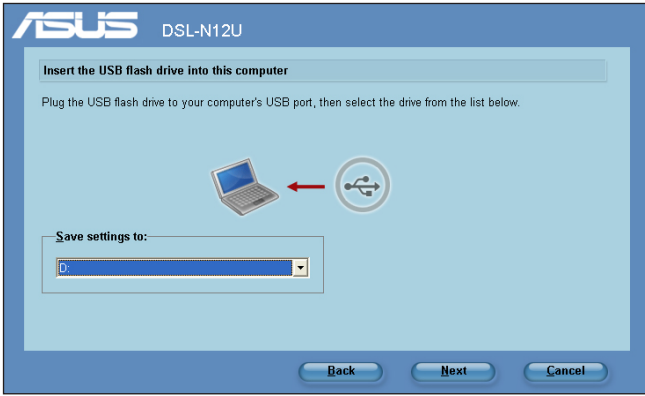 ASUS DSL-N12U
Insert the USB flash drive into this computer
Plug the USB flash drive to your computer's USB port, then select the drive from the list below.
Save settings to:
D:
Back Next Cancel